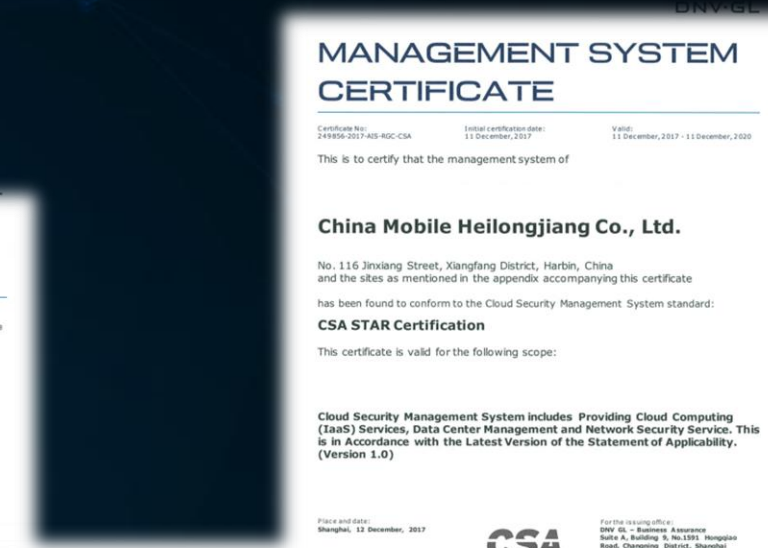 DNV·GL
MANAGEMENT SYSTEM
CERTIFICATE
Certificate No:
249856-2017-AIS-RGC-CSA
Initial certification date:
11 December, 2017
Valid:
11 December, 2017 - 11 December, 2020
This is to certify that the management system of
China Mobile Heilongjiang Co., Ltd.
No. 116 Jinxiang Street, Xiangfang District, Harbin, China
and the sites as mentioned in the appendix accompanying this certificate
has been found to conform to the Cloud Security Management System standard:
CSA STAR Certification
This certificate is valid for the following scope:
Cloud Security Management System includes Providing Cloud Computing
(IaaS) Services, Data Center Management and Network Security Service. This
is in Accordance with the Latest Version of the Statement of Applicability.
(Version 1.0)
Place and date:
Shanghai, 12 December, 2017
CSA
For the issuing office:
DNV GL – Business Assurance
Suite A, Building 9, No.1591 Hongqiao
Road, Changning District, Shanghai